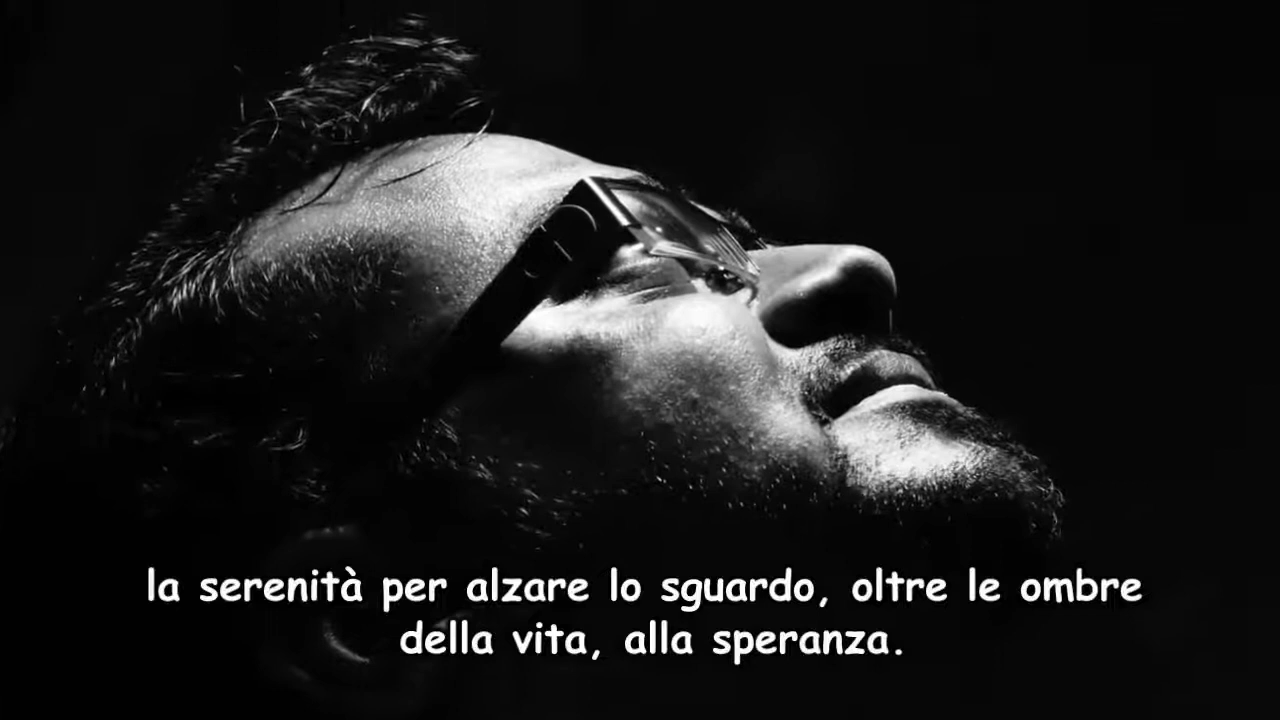 la serenità per alzare lo sguardo, oltre le ombre
della vita, alla speranza.